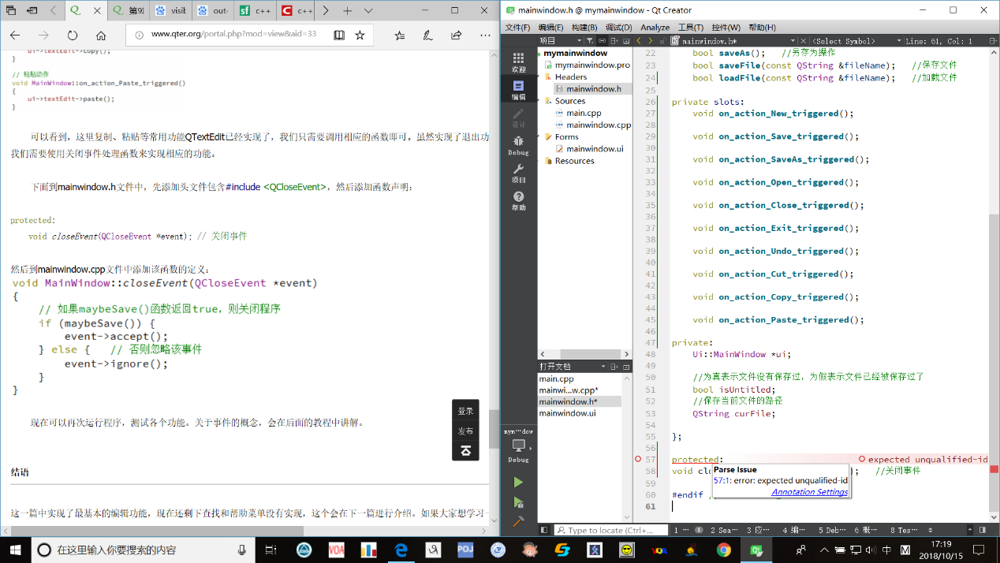 第9
visit
out-
c++
c++
www.qter.org/portal.php?mod=view&aid=33
ui->textEdit->copy();
}
// 粘贴动作
void MainWindow::on_action_Paste_triggered()
{
ui->textEdit->paste();
}
可以看到，这里复制、粘贴等常用功能QTextEdit已经实现了，我们只需要调用相应的函数即可。虽然实现了退出功
我们需要使用关闭事件处理函数来实现相应的功能。
下面到mainwindow.h文件中，先添加头文件包含#include <QCloseEvent>，然后添加函数声明：
protected:
void closeEvent(QCloseEvent *event); // 关闭事件
然后到mainwindow.cpp文件中添加该函数的定义：
void MainWindow::closeEvent(QCloseEvent *event)
{
// 如果maybeSave()函数返回true，则关闭程序
if (maybeSave()) {
event->accept();
} else { // 否则忽略该事件
event->ignore();
}
}
登录
发布
现在可以再次运行程序，测试各个功能。关于事件的概念，会在后面的教程中讲解。
结语
这一篇中实现了最基本的编辑功能，现在还剩下查找和帮助菜单没有实现，这个会在下一篇进行介绍。如果大家想学习一
mainwindow.h @ mymainwindow - Qt Creator
文件(F) 编辑(E) 构建(B) 调试(D) Analyze 工具(T) 控件(W) 帮助(H)
项目
mainwindow.h*
<Select Symbol>
Line: 61, Col: 1
欢迎
编辑
设计
Debug
项目
帮助
mym···dow
Debug
mymainwindow
mymainwindow.pro
Headers
mainwindow.h
Sources
main.cpp
mainwindow.cpp
Forms
mainwindow.ui
Resources
打开文档
main.cpp
mainwi...w.cpp*
mainwindow.h*
mainwindow.ui
22 bool saveAs(); //另存为操作
23 bool saveFile(const QString &fileName); //保存文件
24 bool loadFile(const QString &fileName); //加载文件
25
26 private slots:
27 void on_action_New_triggered();
28
29 void on_action_Save_triggered();
30
31 void on_action_SaveAs_triggered();
32
33 void on_action_Open_triggered();
34
35 void on_action_Close_triggered();
36
37 void on_action_Exit_triggered();
38
39 void on_action_Undo_triggered();
40
41 void on_action_Cut_triggered();
42
43 void on_action_Copy_triggered();
44
45 void on_action_Paste_triggered();
46
47 private:
48 Ui::MainWindow *ui;
49
50 //为真表示文件没有保存过，为假表示文件已经被保存过了
51 bool isUntitled;
52 //保存当前文件的路径
53 QString curFile;
54
55 };
56
57 protected: expected unqualified-id
58 void clo ; //关闭事件
59
60 #endif /
61
Parse Issue
57:1: error: expected unqualified-id
Annotation Settings
Type to locate (Ctrl+...
1 ··· 1 2 Sea··· 3 应··· 4 编··· 5 Deb··· 6 概··· 8 Tes···
在这里输入你要搜索的内容
VOA
POJ
VOA
中
M
17:19
2018/10/15